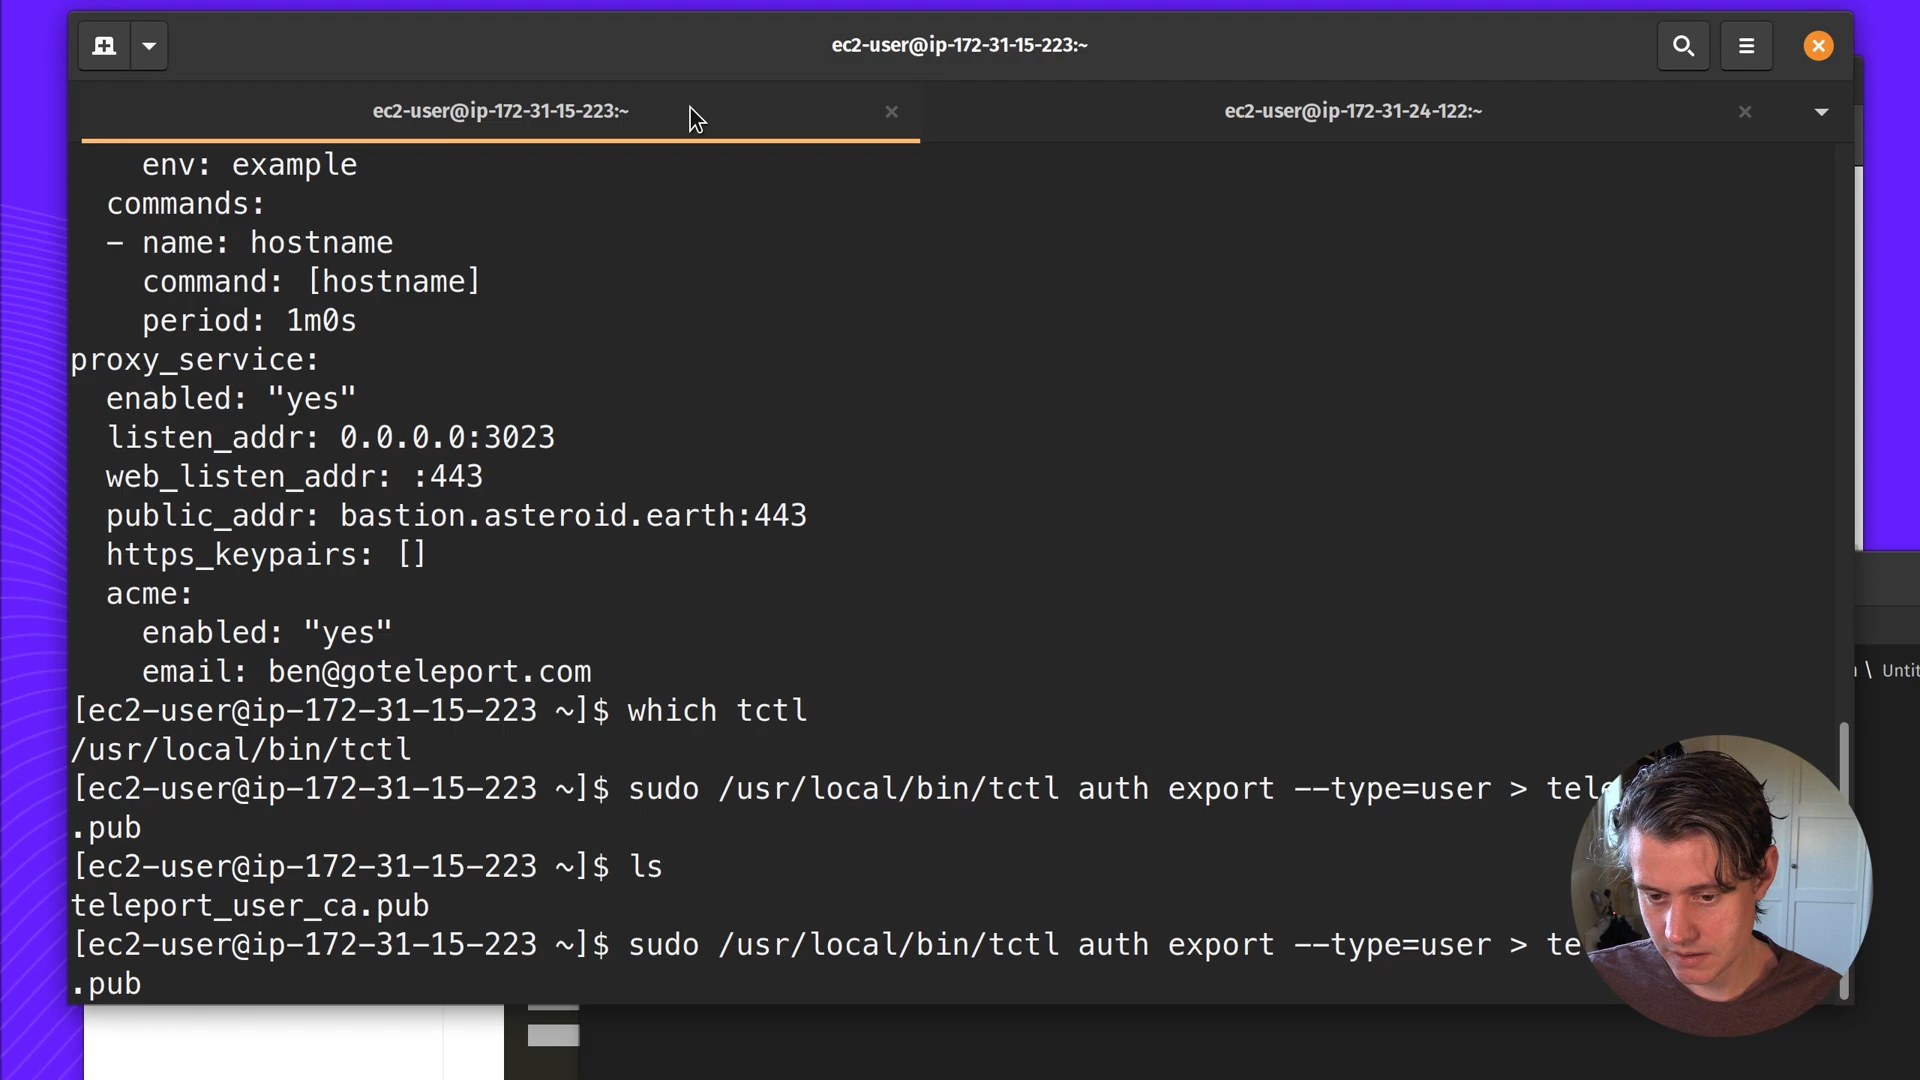 ec2-user@ip-172-31-15-223:~
ec2-user@ip-172-31-15-223:~
ec2-user@ip-172-31-24-122:~
env: example
commands:
- name: hostname
command: [hostname]
period: 1m0s
proxy_service:
enabled: "yes"
listen_addr: 0.0.0.0:3023
web_listen_addr: :443
public_addr: bastion.asteroid.earth:443
https_keypairs: []
acme:
enabled: "yes"
email: ben@goteleport.com
[ec2-user@ip-172-31-15-223 ~]$ which tctl
/usr/local/bin/tctl
[ec2-user@ip-172-31-15-223 ~]$ sudo /usr/local/bin/tctl auth export --type=user >
.pub
[ec2-user@ip-172-31-15-223 ~]$ ls
teleport_user_ca.pub
[ec2-user@ip-172-31-15-223 ~]$ sudo /usr/local/bin/tctl auth export --type=user >
.pub